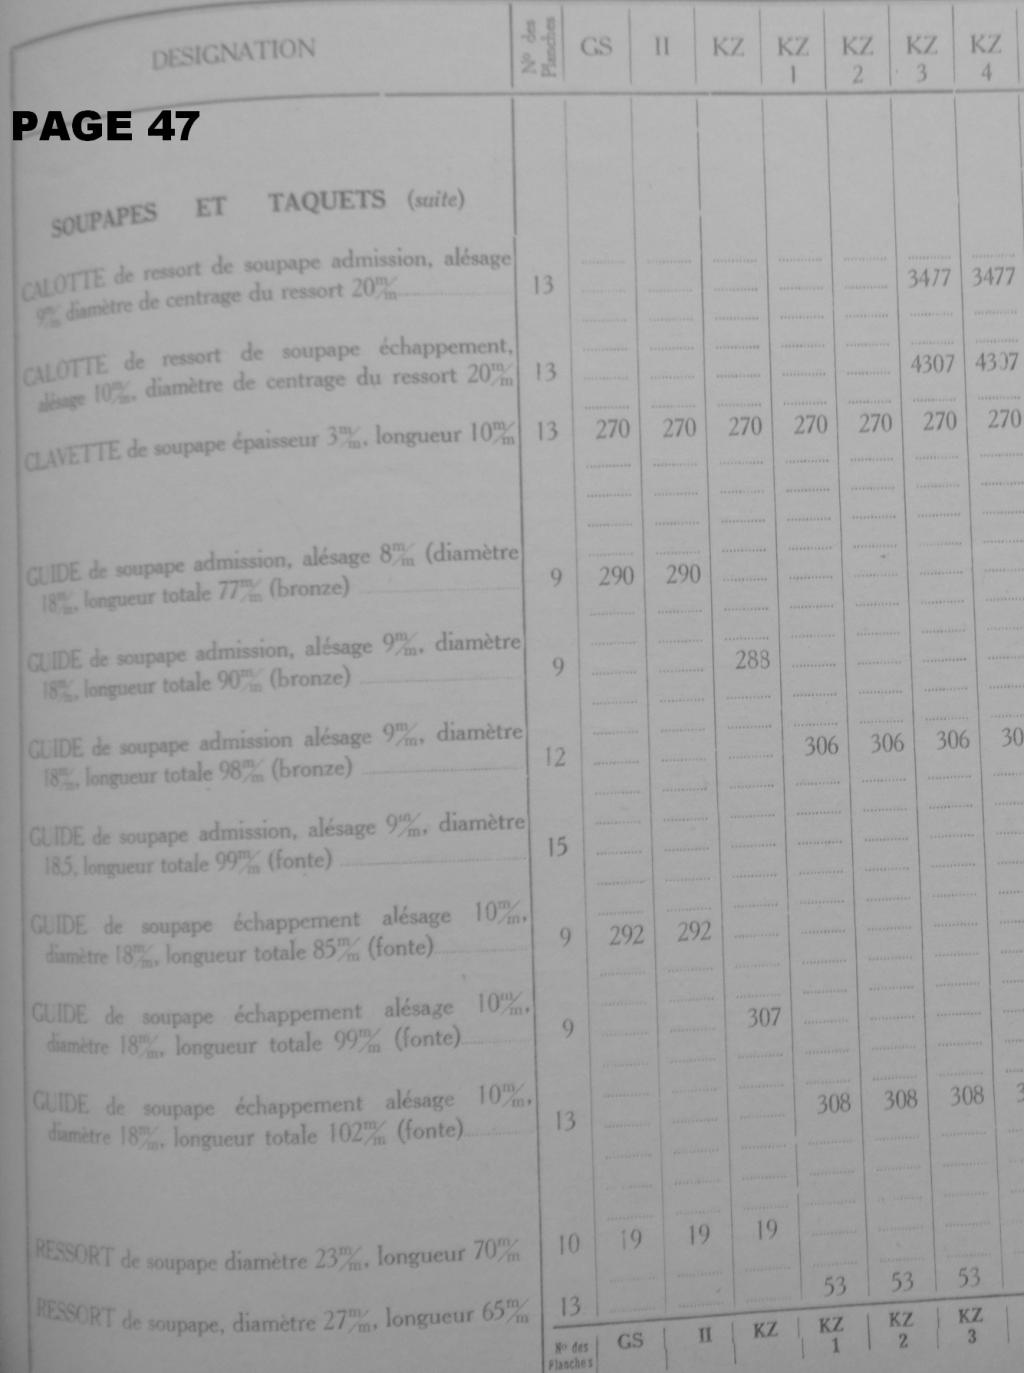 DESIGNATION Nos des Planches GS II KZ KZ 1 KZ 2 KZ 3 KZ 4
PAGE 47
SOUPAPES ET TAQUETS (suite)
CALOTTE de ressort de soupape admission, alésage
9m/m diamètre de centrage du ressort 20m/m 13 3477 3477
CALOTTE de ressort de soupape échappement,
alésage 10m/m, diamètre de centrage du ressort 20m/m 13 4307 4307
CLAVETTE de soupape épaisseur 3m/m, longueur 10m/m 13 270 270 270 270 270 270 270
GUIDE de soupape admission, alésage 8m/m (diamètre
18m/m, longueur totale 77m/m (bronze) 9 290 290
GUIDE de soupape admission, alésage 9m/m, diamètre
18m/m, longueur totale 90m/m (bronze) 9 288
GUIDE de soupape admission alésage 9m/m, diamètre
18m/m, longueur totale 98m/m (bronze) 12 306 306 306 30
GUIDE de soupape admission, alésage 9m/m, diamètre
18,5, longueur totale 99m/m (fonte) 15
GUIDE de soupape échappement alésage 10m/m,
diamètre 18m/m, longueur totale 85m/m (fonte) 9 292 292
GUIDE de soupape échappement alésage 10m/m,
diamètre 18m/m, longueur totale 99m/m (fonte) 9 307
GUIDE de soupape échappement alésage 10m/m,
diamètre 18m/m, longueur totale 102m/m (fonte) 13 308 308 308 3
RESSORT de soupape diamètre 23m/m, longueur 70m/m 10 19 19 19
RESSORT de soupape, diamètre 27m/m, longueur 65m/m 13 53 53 53
Nos des Planches GS II KZ KZ 1 KZ 2 KZ 3